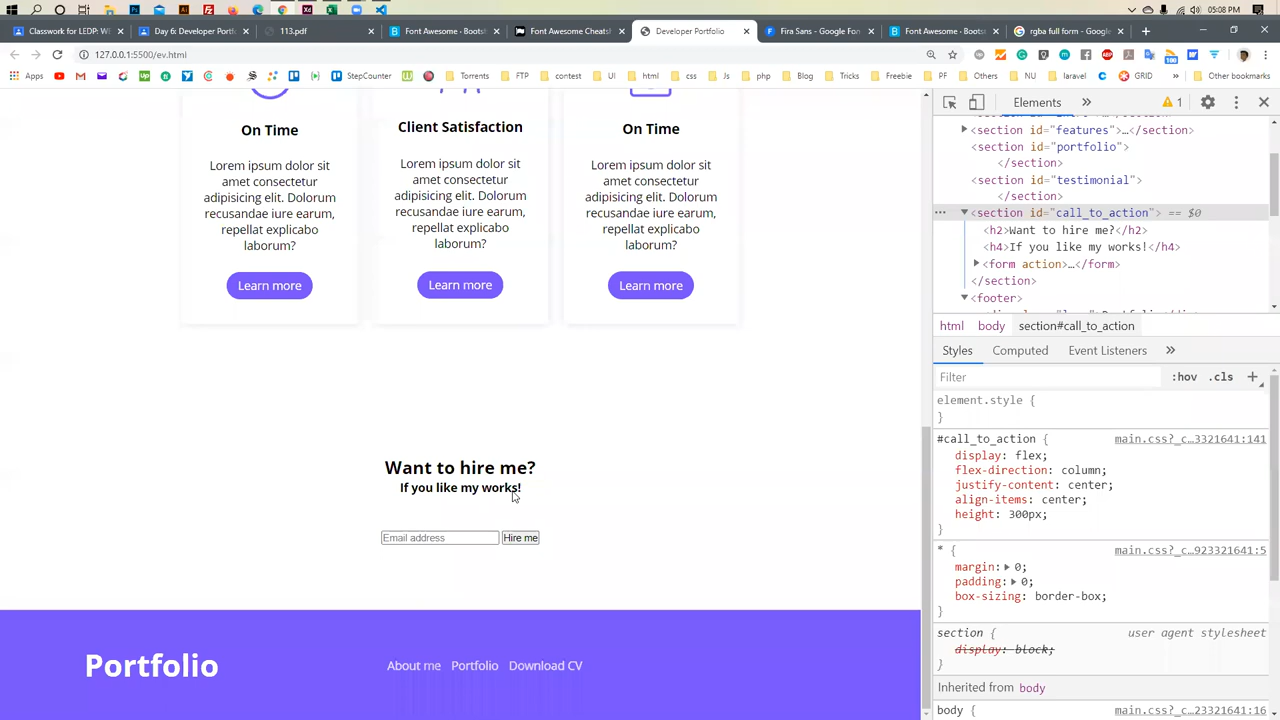 05:08 PM
Classwork for LEDP: WE
Day 6: Developer Portf
113.pdf
Font Awesome - Bootst
Font Awesome Cheatsh
Developer Portfolio
Fira Sans - Google Fon
Font Awesome - Bootst
rgba full form - Google
127.0.0.1:5500/ev.html
Apps
StepCounter
Torrents
FTP
contest
UI
html
css
Js
php
Blog
Tricks
Freebie
PF
Others
NU
laravel
GRID
»
Other bookmarks
On Time
Client Satisfaction
On Time
Lorem ipsum dolor sit
amet consectetur
adipisicing elit. Dolorum
recusandae iure earum,
repellat explicabo
laborum?
Lorem ipsum dolor sit
amet consectetur
adipisicing elit. Dolorum
recusandae iure earum,
repellat explicabo
laborum?
Lorem ipsum dolor sit
amet consectetur
adipisicing elit. Dolorum
recusandae iure earum,
repellat explicabo
laborum?
Learn more
Learn more
Learn more
Want to hire me?
If you like my works!
Email address
Hire me
Portfolio
About me
Portfolio
Download CV
Elements
»
1
<section id="features">…</section>
<section id="portfolio">
</section>
<section id="testimonial">
</section>
<section id="call_to_action"> == $0
<h2>Want to hire me?</h2>
<h4>If you like my works!</h4>
<form action>…</form>
</section>
<footer>
html body section#call_to_action
Styles Computed Event Listeners »
Filter :hov .cls +
element.style {
}
#call_to_action { main.css?_c…3321641:141
display: flex;
flex-direction: column;
justify-content: center;
align-items: center;
height: 300px;
}
* { main.css?_c…923321641:5
margin: 0;
padding: 0;
box-sizing: border-box;
}
section { user agent stylesheet
display: block;
}
Inherited from body
body { main.css?_c…23321641:16